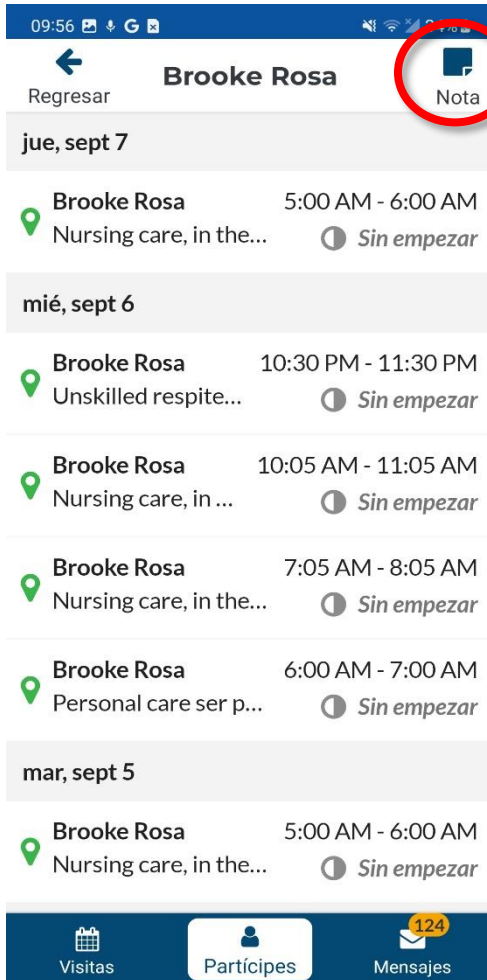 09:56 G
Regresar
Brooke Rosa
Nota
jue, sept 7
Brooke Rosa 5:00 AM - 6:00 AM
Nursing care, in the... Sin empezar
mié, sept 6
Brooke Rosa 10:30 PM - 11:30 PM
Unskilled respite... Sin empezar
Brooke Rosa 10:05 AM - 11:05 AM
Nursing care, in ... Sin empezar
Brooke Rosa 7:05 AM - 8:05 AM
Nursing care, in the... Sin empezar
Brooke Rosa 6:00 AM - 7:00 AM
Personal care ser p... Sin empezar
mar, sept 5
Brooke Rosa 5:00 AM - 6:00 AM
Nursing care, in the... Sin empezar
124
Visitas Partícipes Mensajes